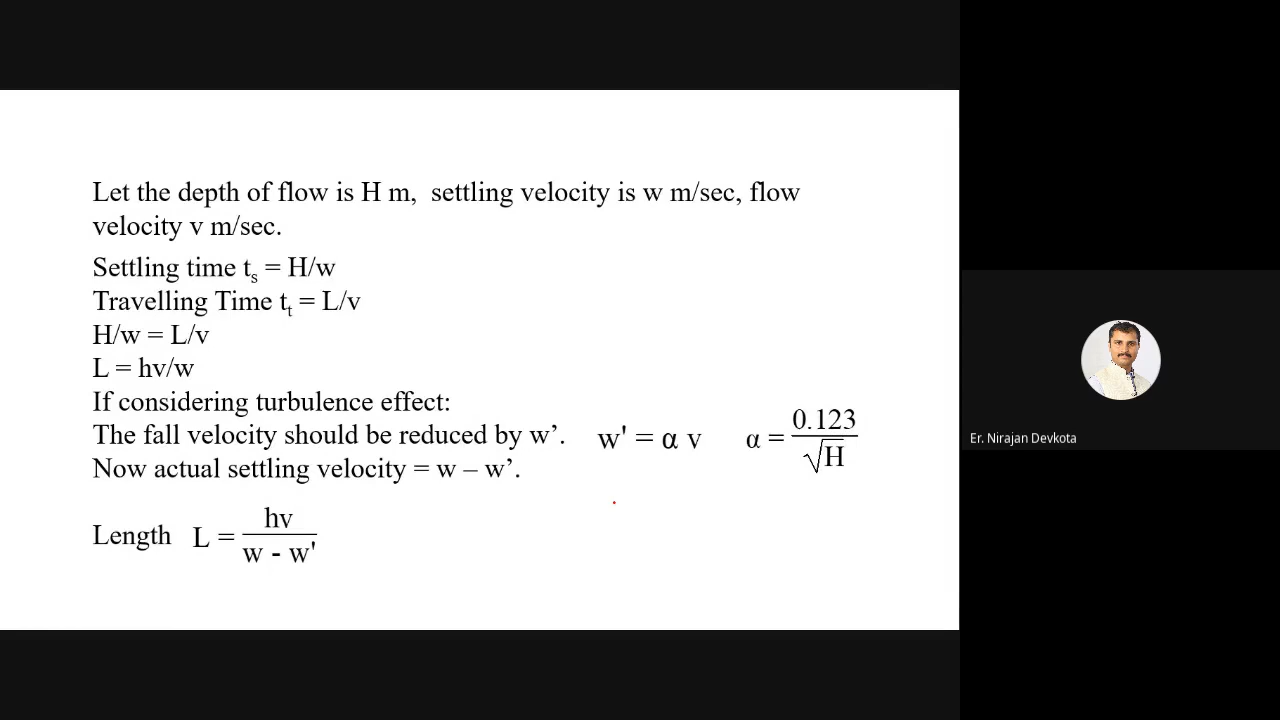 Let the depth of flow is H m,  settling velocity is w m/sec, flow
velocity v m/sec.
Settling time tₛ = H/w
Travelling Time tₜ = L/v
H/w = L/v
L = hv/w
If considering turbulence effect:
The fall velocity should be reduced by w’. w' = α v α = 0.123/√H
Now actual settling velocity = w – w’.
Length L = hv/(w - w')
Er. Nirajan Devkota